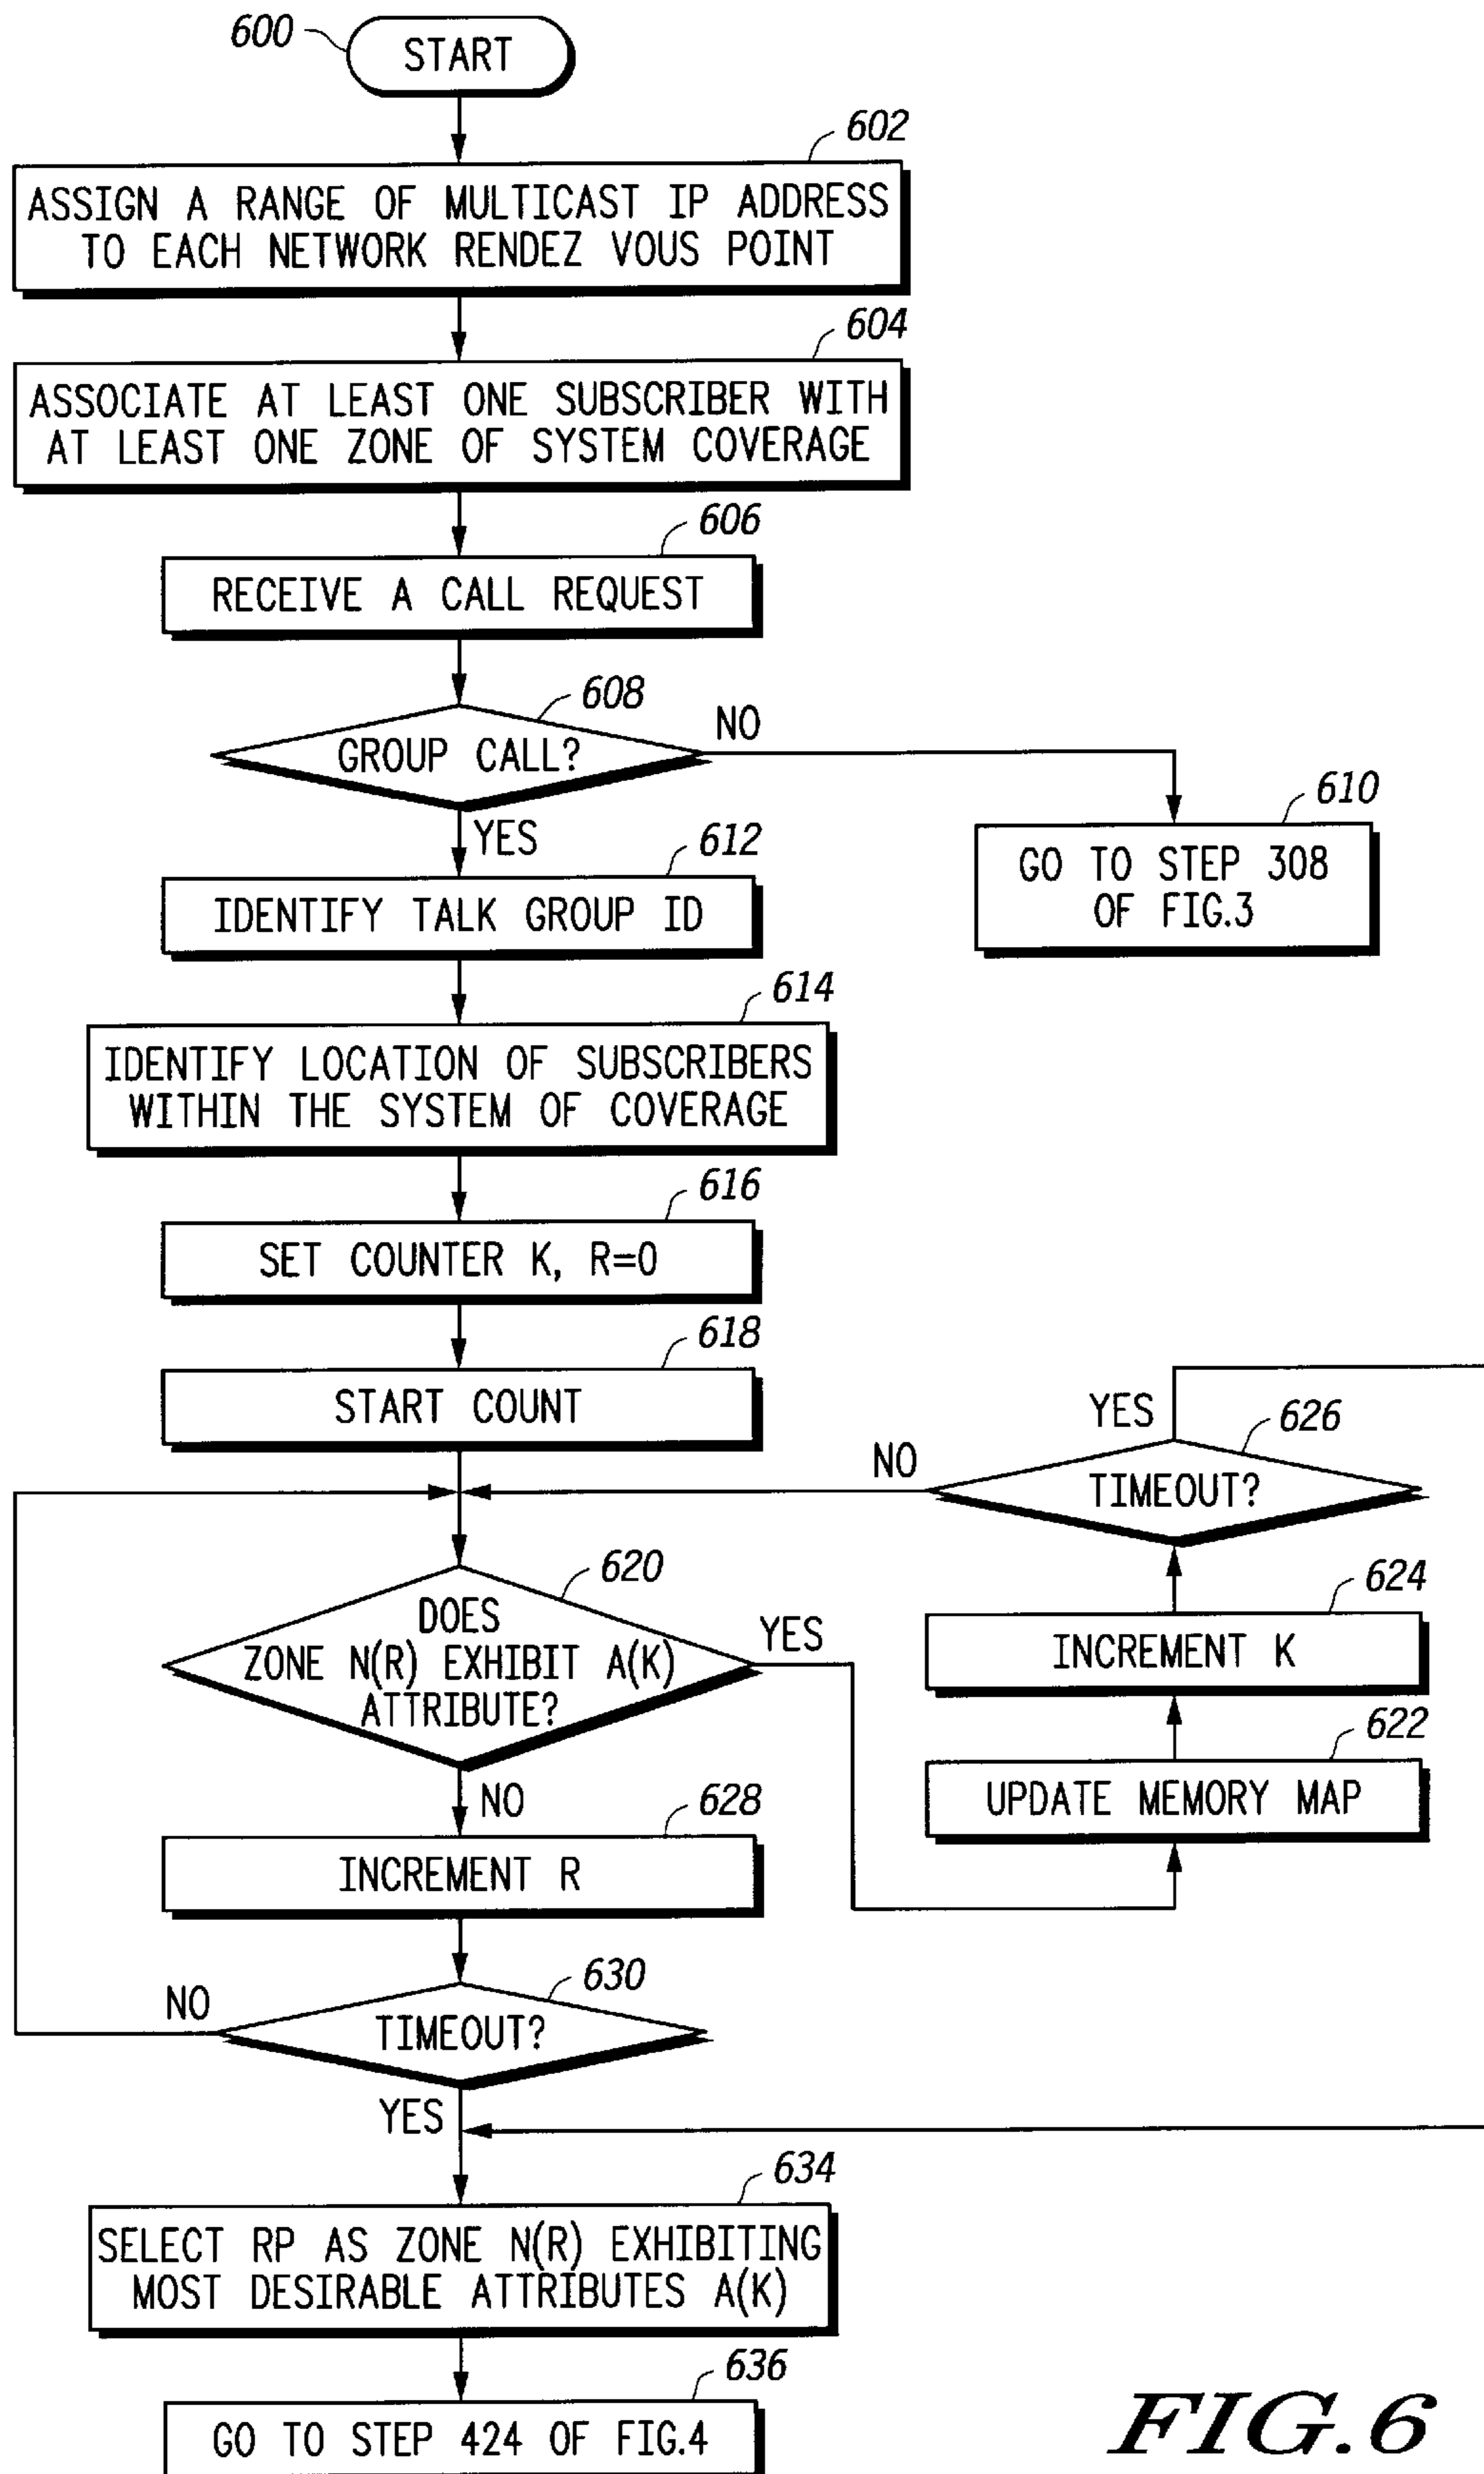 600
START
602
ASSIGN A RANGE OF MULTICAST IP ADDRESS
TO EACH NETWORK RENDEZ VOUS POINT
604
ASSOCIATE AT LEAST ONE SUBSCRIBER WITH
AT LEAST ONE ZONE OF SYSTEM COVERAGE
606
RECEIVE A CALL REQUEST
608
GROUP CALL?
NO
610
GO TO STEP 308
OF FIG.3
YES
612
IDENTIFY TALK GROUP ID
614
IDENTIFY LOCATION OF SUBSCRIBERS
WITHIN THE SYSTEM OF COVERAGE
616
SET COUNTER K, R=0
618
START COUNT
YES
626
NO
TIMEOUT?
620
DOES
ZONE N(R) EXHIBIT A(K)
ATTRIBUTE?
YES
624
INCREMENT K
622
UPDATE MEMORY MAP
NO
628
INCREMENT R
630
NO
TIMEOUT?
YES
634
SELECT RP AS ZONE N(R) EXHIBITING
MOST DESIRABLE ATTRIBUTES A(K)
636
GO TO STEP 424 OF FIG.4
FIG.6